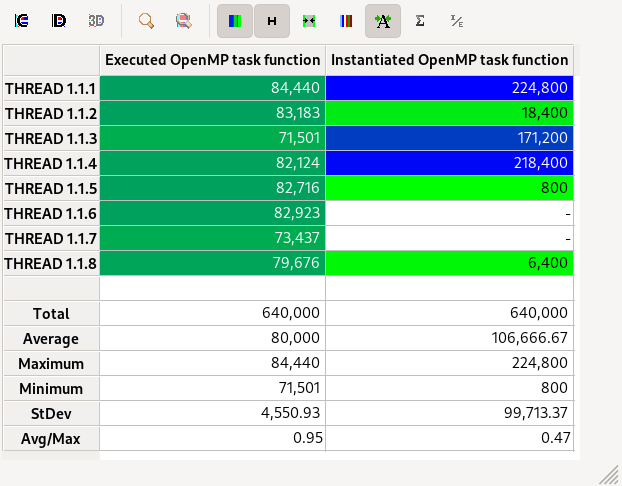 C D 3D H A Σ I/E
Executed OpenMP task function Instantiated OpenMP task function
THREAD 1.1.1 84,440 224,800
THREAD 1.1.2 83,183 18,400
THREAD 1.1.3 71,501 171,200
THREAD 1.1.4 82,124 218,400
THREAD 1.1.5 82,716 800
THREAD 1.1.6 82,923 -
THREAD 1.1.7 73,437 -
THREAD 1.1.8 79,676 6,400
Total 640,000 640,000
Average 80,000 106,666.67
Maximum 84,440 224,800
Minimum 71,501 800
StDev 4,550.93 99,713.37
Avg/Max 0.95 0.47